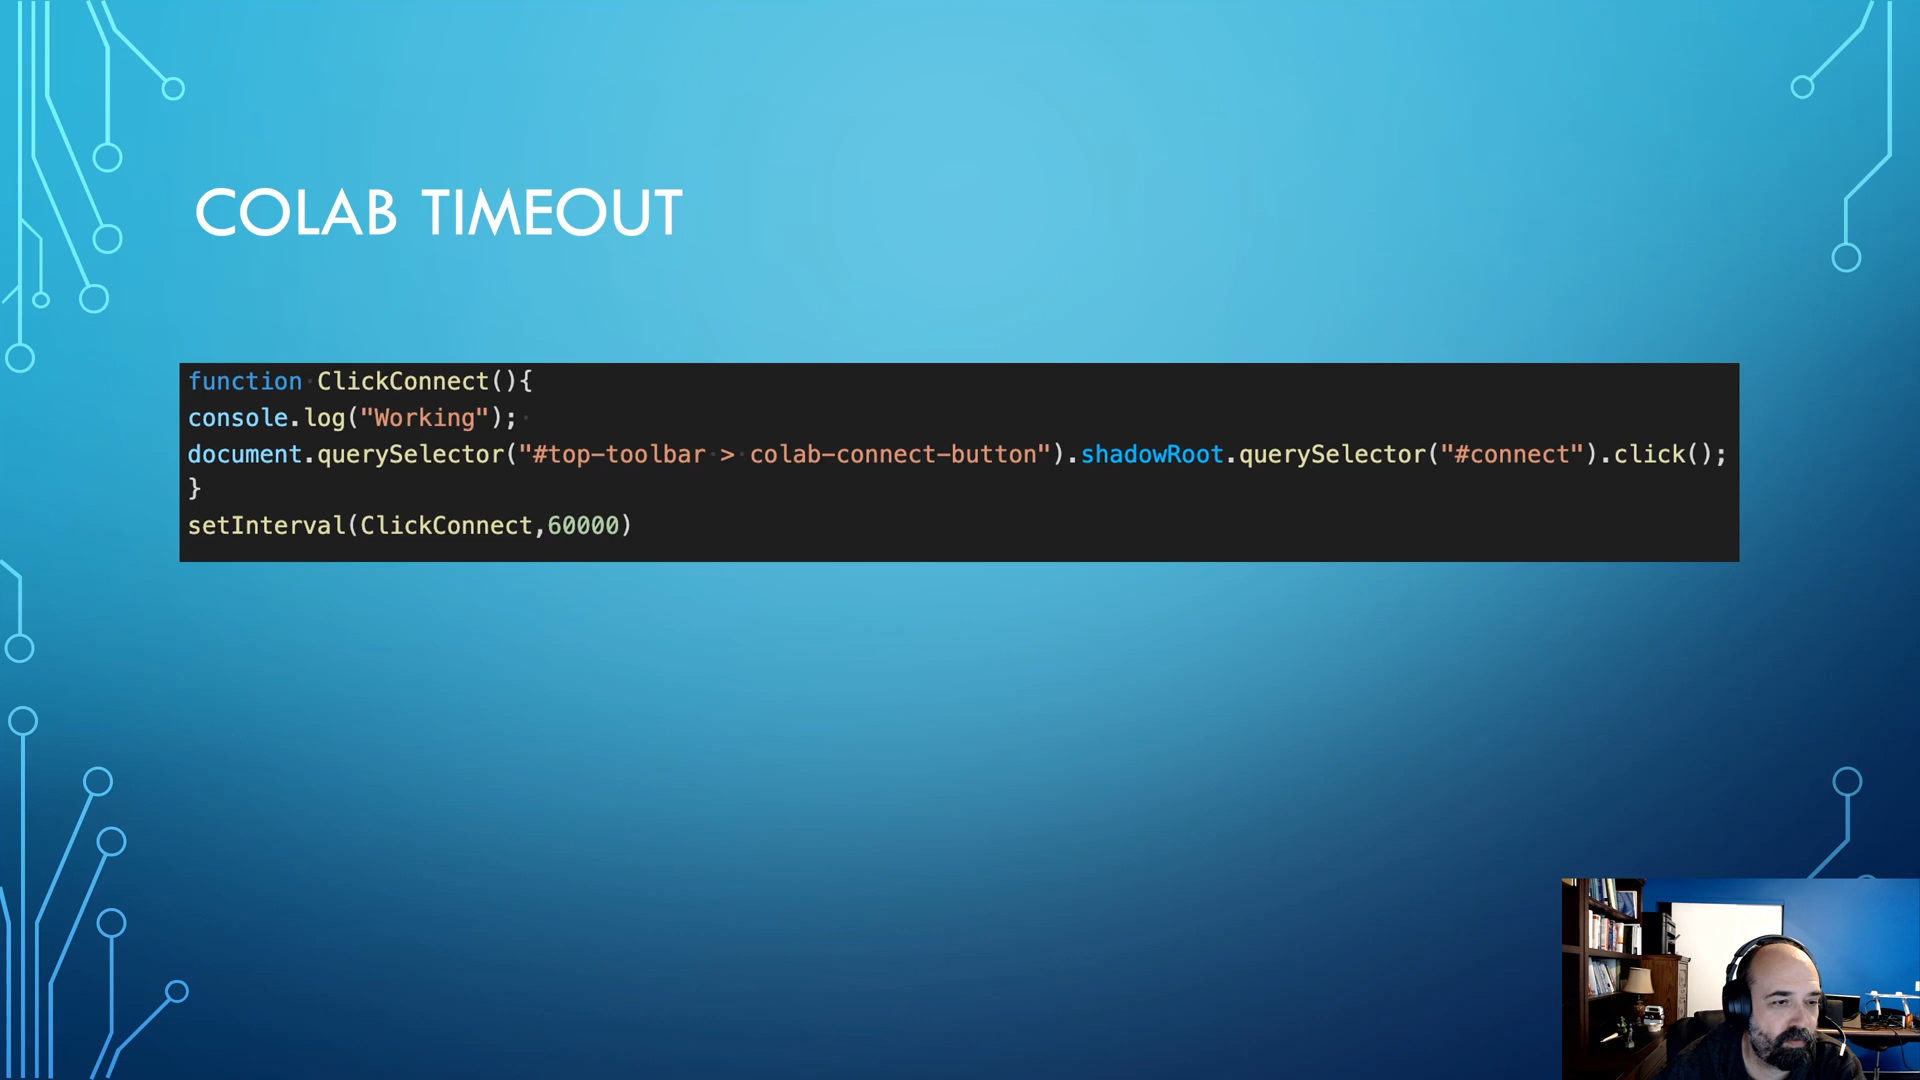 COLAB TIMEOUT
function ClickConnect(){
console.log("Working");
document.querySelector("#top-toolbar > colab-connect-button").shadowRoot.querySelector("#connect").click();
}
setInterval(ClickConnect,60000)